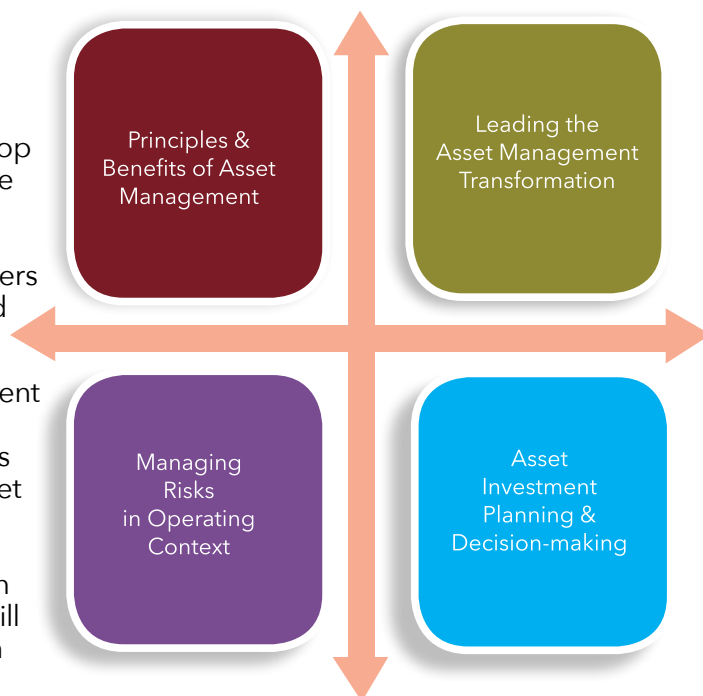 Principles &
Benefits of Asset
Management
Leading the
Asset Management
Transformation
Managing
Risks
in Operating
Context
Asset
Investment
Planning &
Decision-making